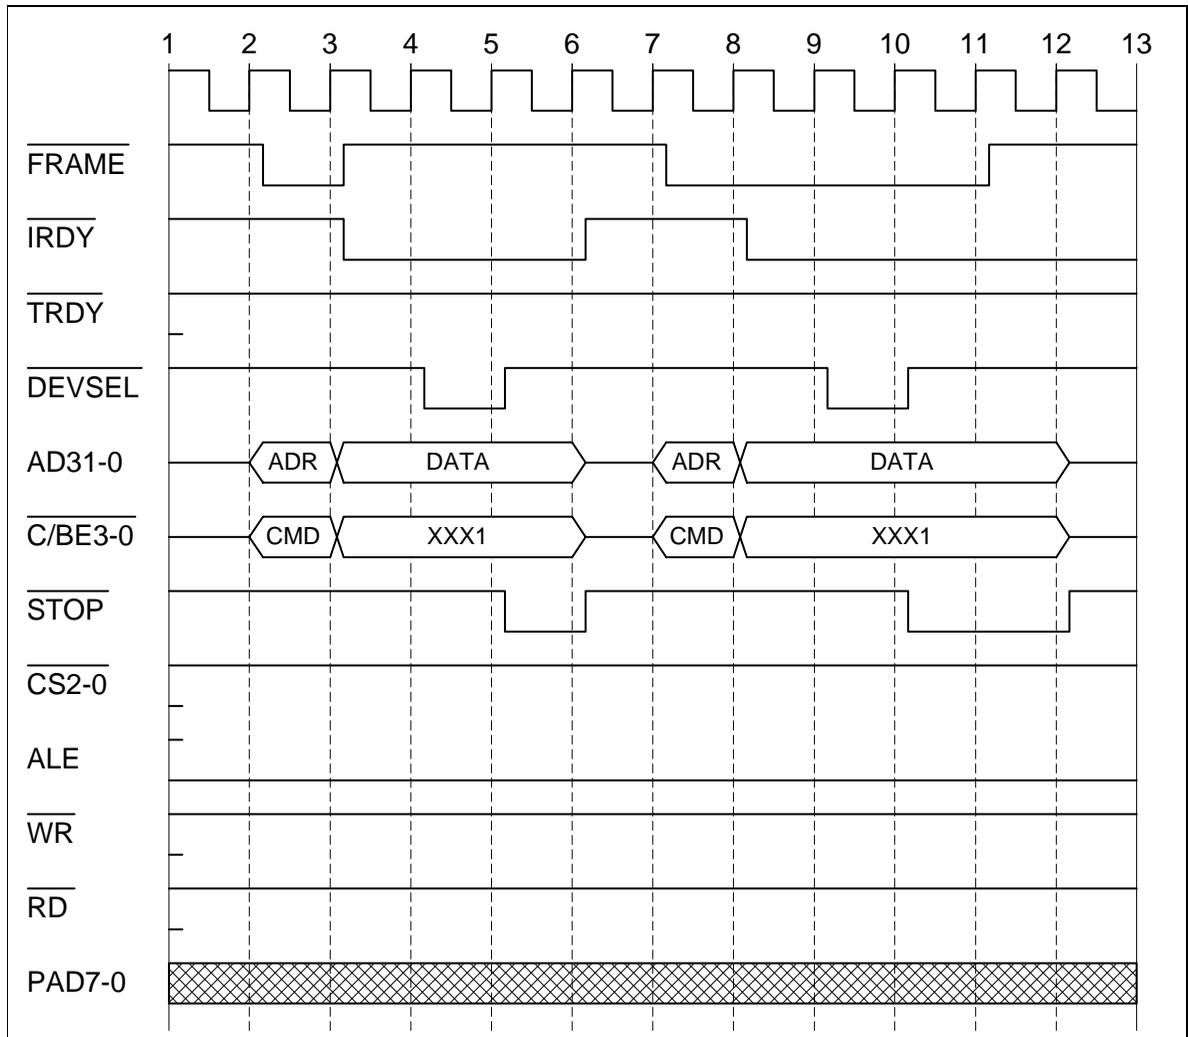 1 2 3 4 5 6 7 8 9 10 11 12 13
FRAME
IRDY
TRDY
DEVSEL
AD31-0 ADR DATA ADR DATA
C/BE3-0 CMD XXX1 CMD XXX1
STOP
CS2-0
ALE
WR
RD
PAD7-0